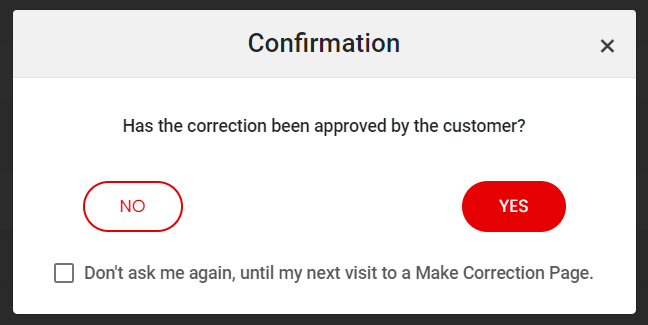 Confirmation
×
Has the correction been approved by the customer?
NO
YES
Don't ask me again, until my next visit to a Make Correction Page.